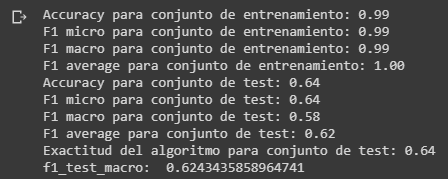 Accuracy para conjunto de entrenamiento: 0.99
F1 micro para conjunto de entrenamiento: 0.99
F1 macro para conjunto de entrenamiento: 0.99
F1 average para conjunto de entrenamiento: 1.00
Accuracy para conjunto de test: 0.64
F1 micro para conjunto de test: 0.64
F1 macro para conjunto de test: 0.58
F1 average para conjunto de test: 0.62
Exactitud del algoritmo para conjunto de test: 0.64
f1_test_macro:  0.6243435858964741